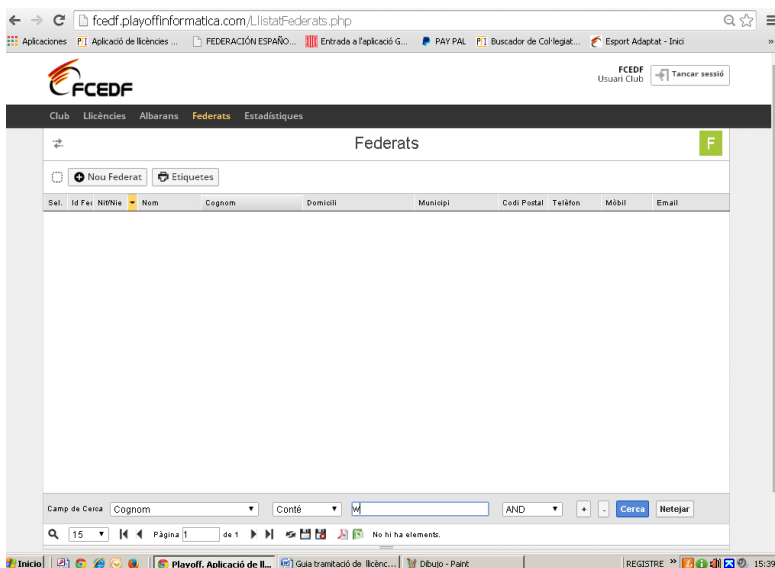 fcedf.playoffinformatica.com/LlistatFederats.php
Aplicaciones Aplicació de llicències ... FEDERACIÓN ESPAÑO... Entrada a l'aplicació G... PAY PAL Buscador de Col·legiat... Esport Adaptat - Inici »
FCEDF
FCEDF
Usuari Club
Tancar sessió
Club Llicències Albarans Federats Estadístiques
Federats
F
Nou Federat Etiquetes
Sel. Id Fec Nif/Nie Nom Cognom Domicili Municipi Codi Postal Telèfon Mòbil Email
Camp de Cerca Cognom Conté w AND + - Cerca Netejar
15 Pàgina 1 de 1 No hi ha elements.
Inicio Playoff. Aplicació de ll... Guia tramitació de llicènc... Dibujo - Paint REGISTRE » 15:39